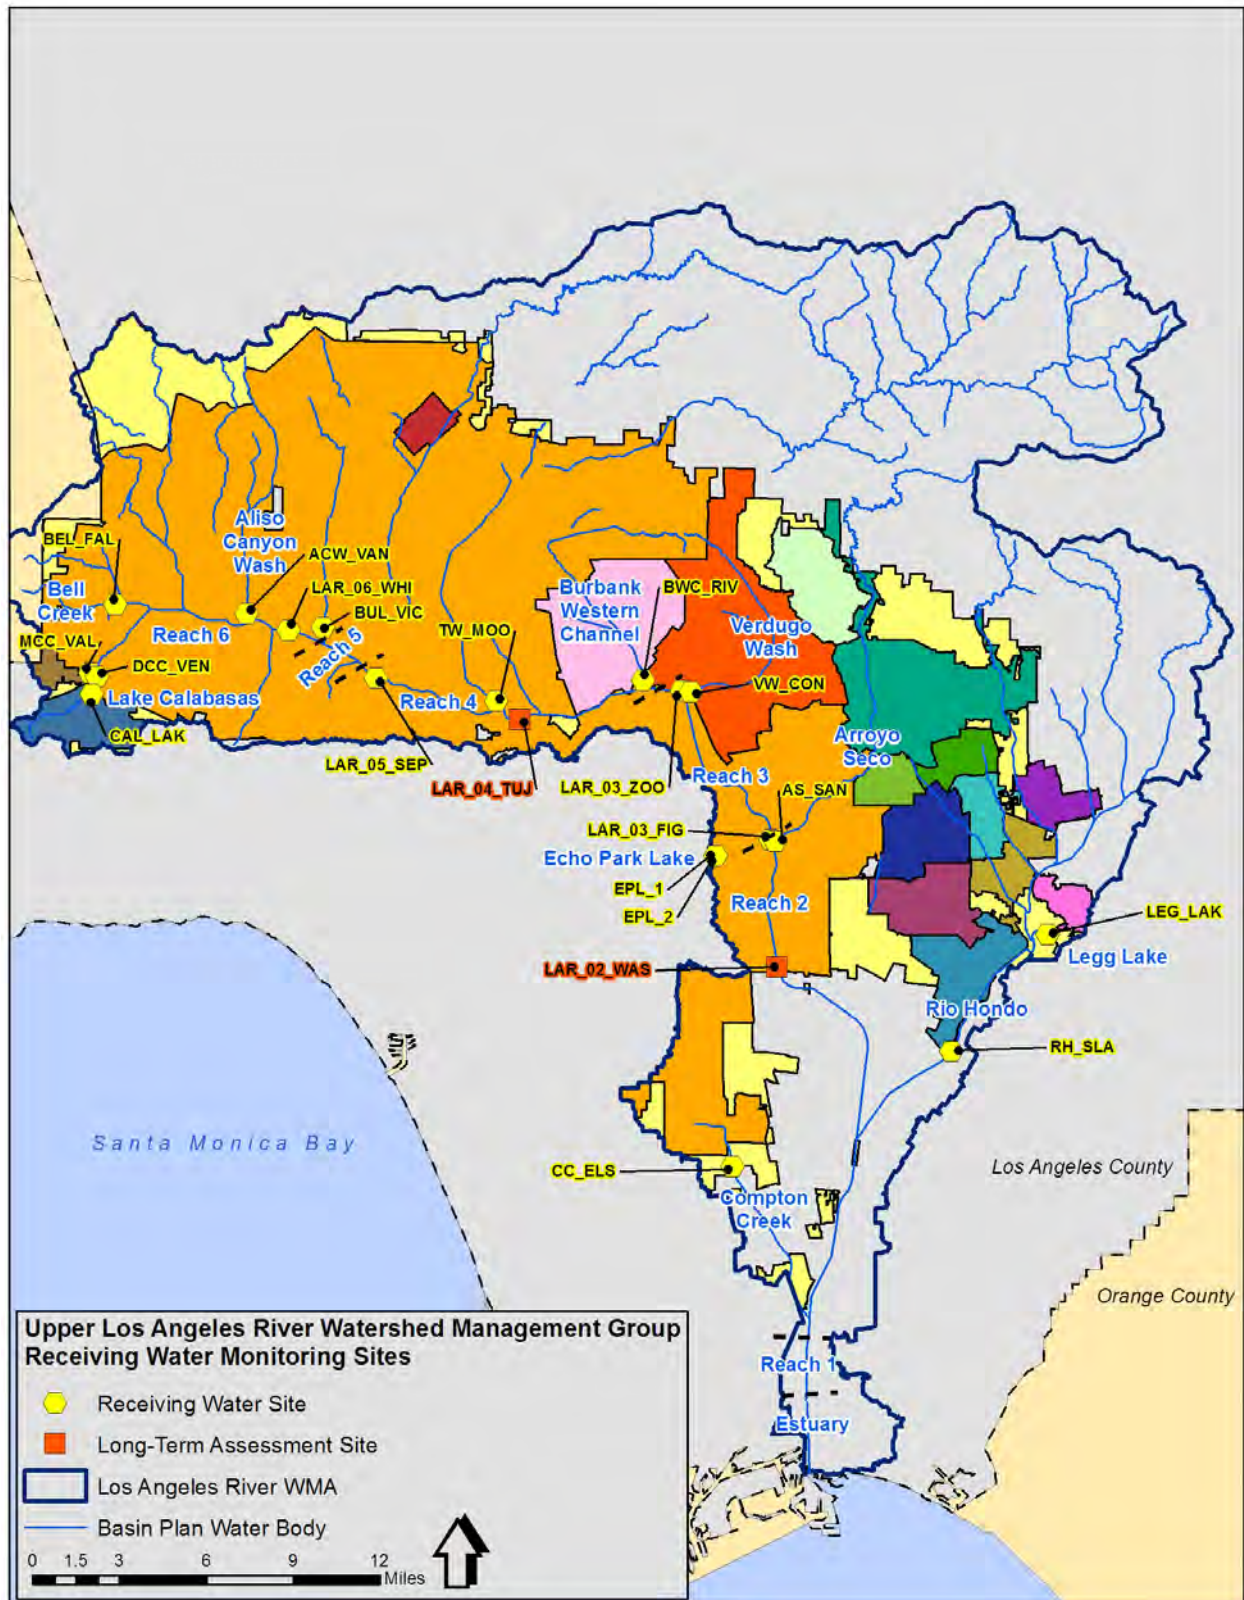 Aliso
Canyon
Wash
BEL_FAL
ACW_VAN
LAR_06_WHI
Bell
Creek
BUL_VIC
Burbank
Western
Channel
BWC_RIV
Reach 6
Reach 5
TW_MOO
Verdugo
Wash
MCC_VAL
DCC_VEN
Lake Calabasas
Reach 4
VW_CON
CAL_LAK
Arroyo
Seco
LAR_05_SEP
Reach 3
LAR_04_TUJ
LAR_03_ZOO
AS_SAN
LAR_03_FIG
Echo Park Lake
EPL_1
Reach 2
EPL_2
LEG_LAK
Legg Lake
LAR_02_WAS
Rio Hondo
RH_SLA
Santa Monica Bay
CC_ELS
Los Angeles County
Compton
Creek
Orange County
Reach 1
Estuary
Upper Los Angeles River Watershed Management Group
Receiving Water Monitoring Sites
Receiving Water Site
Long-Term Assessment Site
Los Angeles River WMA
Basin Plan Water Body
0 1.5 3 6 9 12
Miles